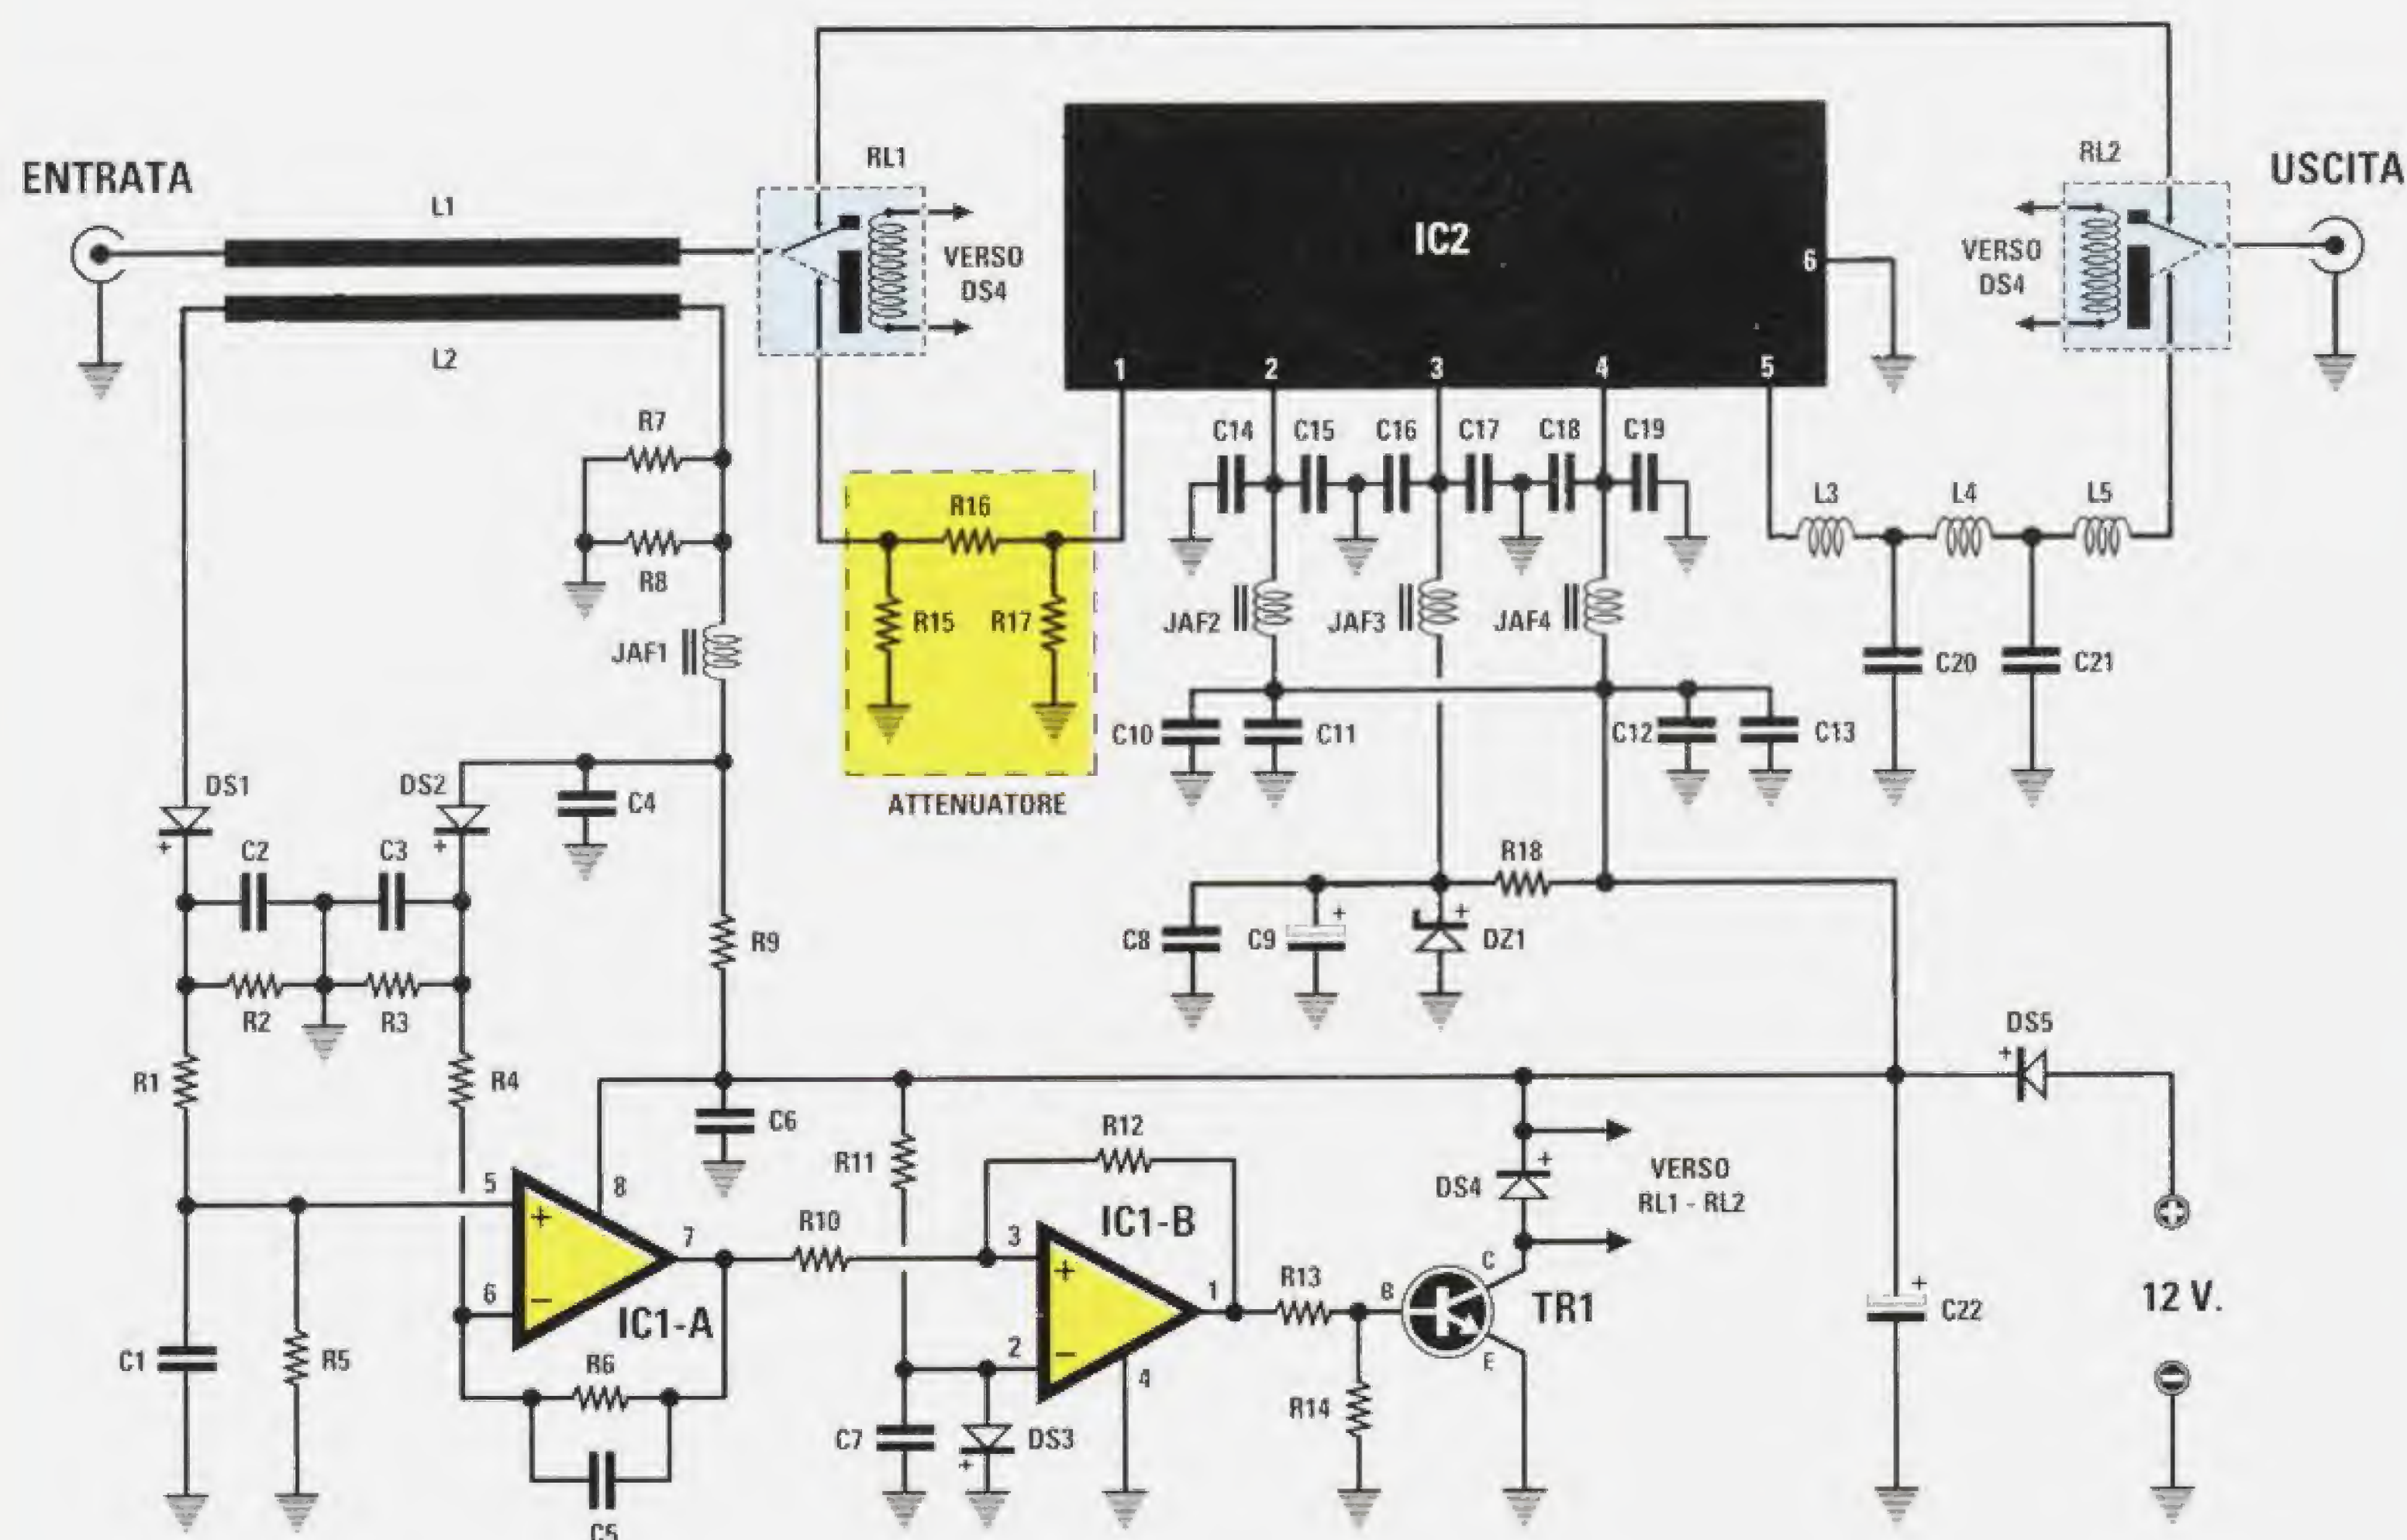 ENTRATA
L1
L2
RL1
VERSO
DS4
IC2
6
1
2
3
4
5
RL2
VERSO
DS4
USCITA
R7
R8
JAF1
R16
R15
R17
ATTENUATORE
C14
C15
C16
C17
C18
C19
JAF2
JAF3
JAF4
L3
L4
L5
C20
C21
C10
C11
C12
C13
DS1
+
DS2
+
C4
C2
C3
R2
R3
R9
R18
C8
C9
+
DZ1
+
DS5
+
R1
R4
C6
R11
R12
DS4
+
VERSO
RL1 - RL2
5
+
8
6
−
7
IC1-A
R10
3
+
IC1-B
2
−
1
4
R13
B
C
E
TR1
C22
+
+
12 V.
−
C1
R5
R6
C5
C7
DS3
+
R14